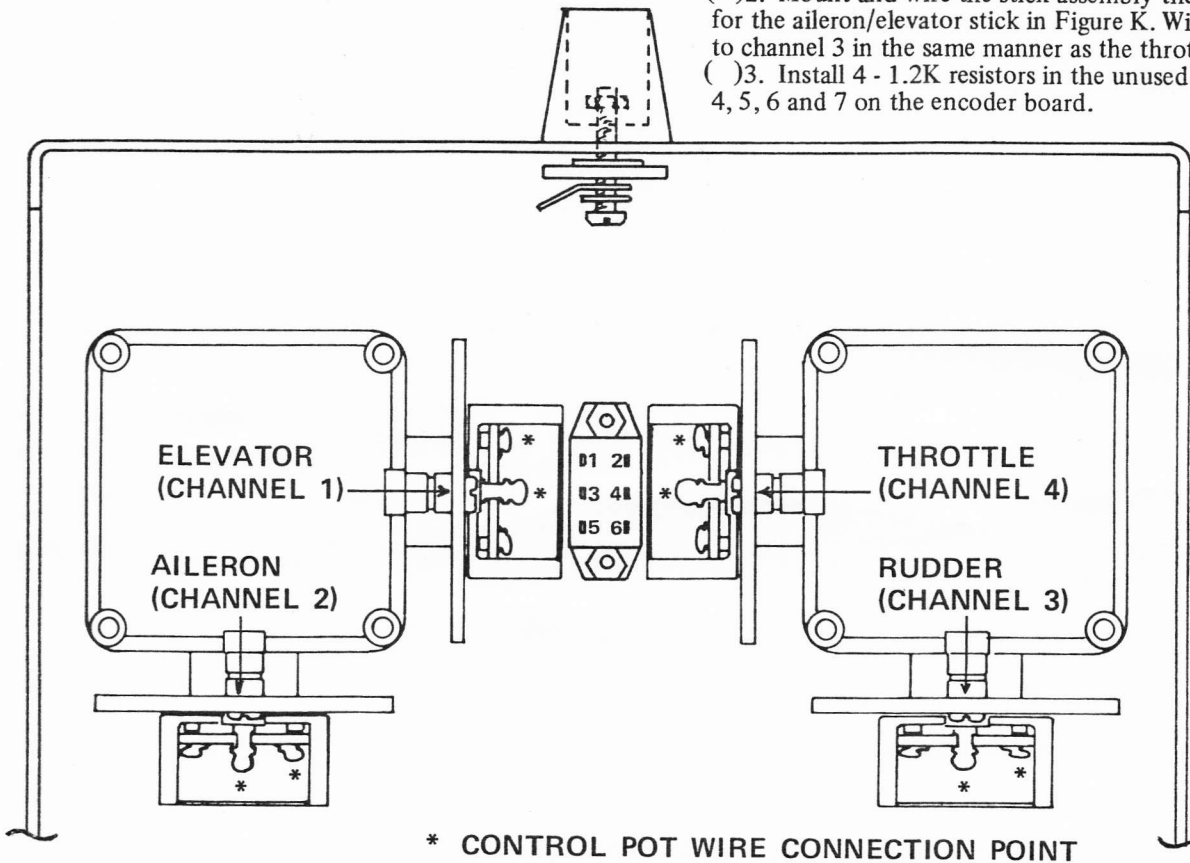 for the aileron/elevator stick in Figure K.
to channel 3 in the same manner as the
( )3. Install 4 - 1.2K resistors in the unused
4, 5, 6 and 7 on the encoder board.
ELEVATOR
(CHANNEL 1)
*
*
1 2
3 4
5 6
*
*
THROTTLE
(CHANNEL 4)
AILERON
(CHANNEL 2)
RUDDER
(CHANNEL 3)
*
*
*
*
* CONTROL POT WIRE CONNECTION POINT